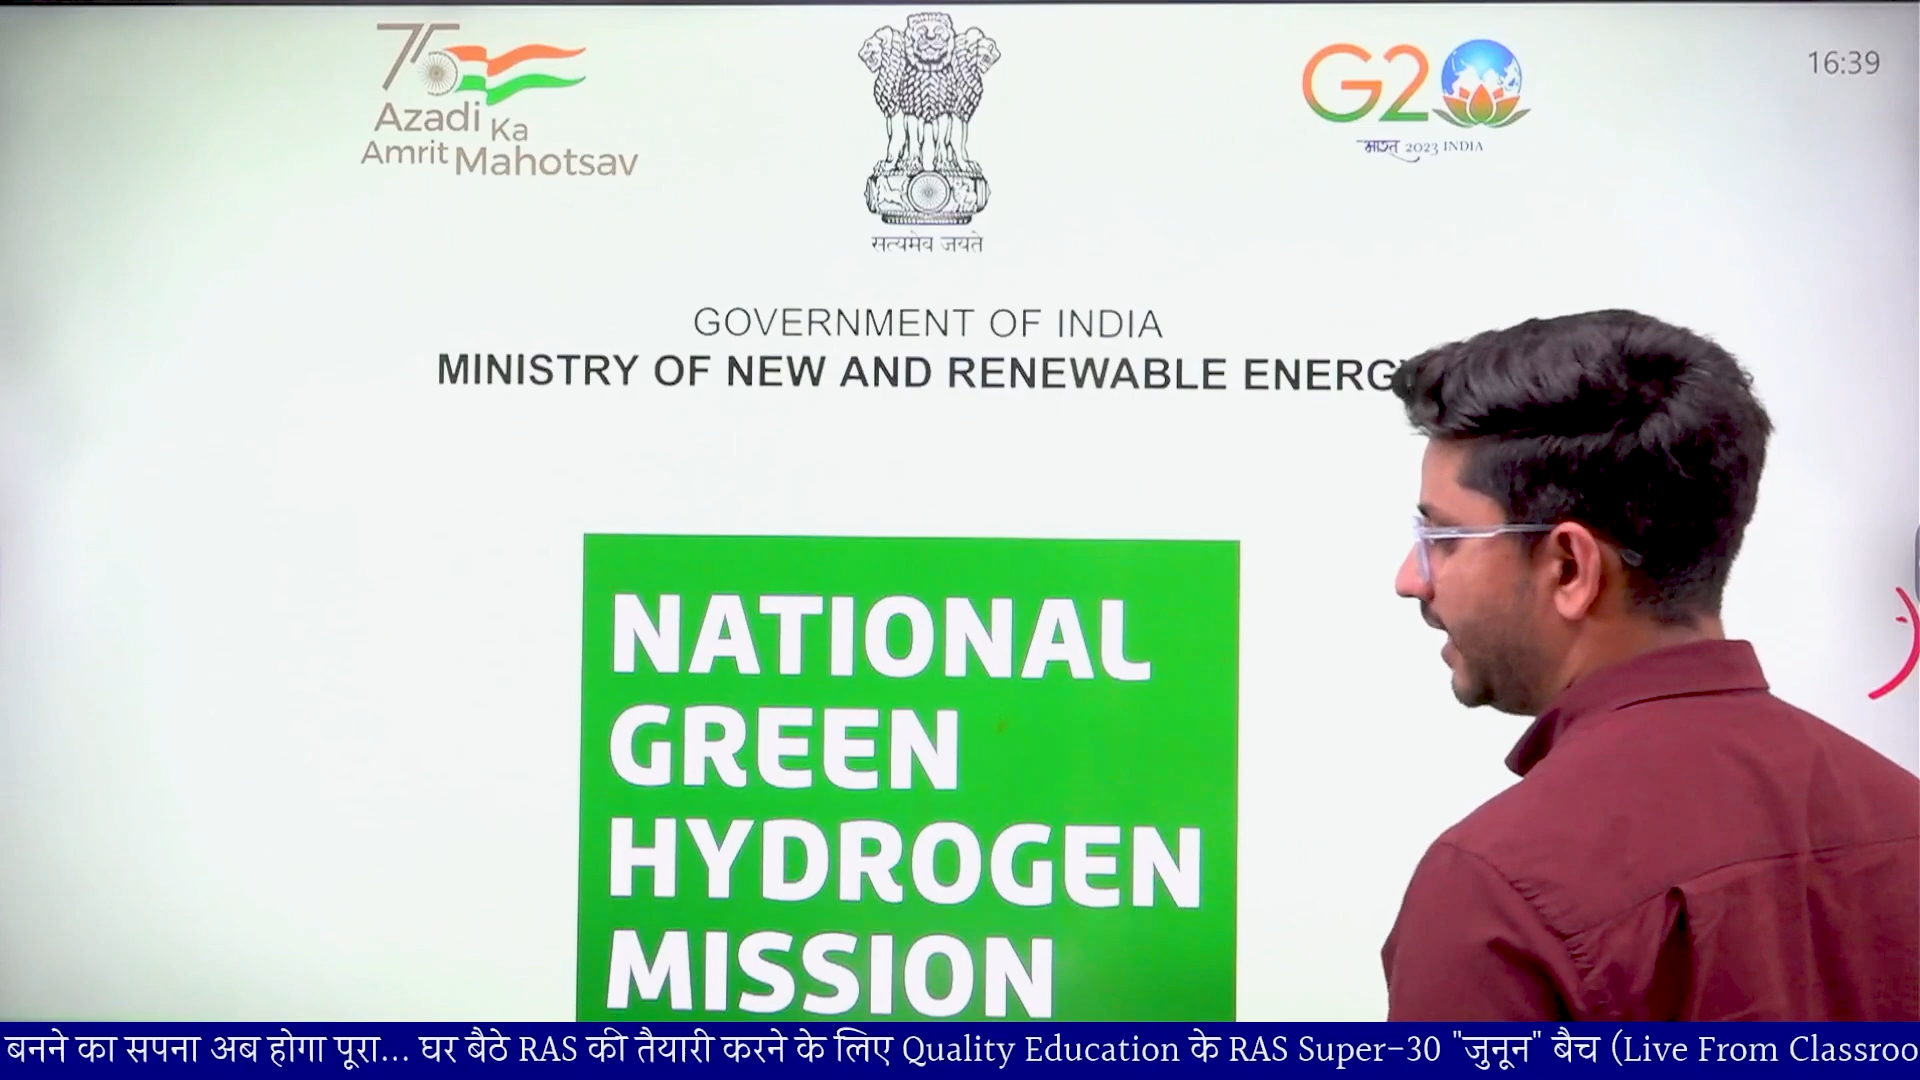 75
Azadi Ka
Amrit Mahotsav
सत्यमेव जयते
G20
भारत 2023 INDIA
16:39
GOVERNMENT OF INDIA
MINISTRY OF NEW AND RENEWABLE ENERGY
NATIONAL
GREEN
HYDROGEN
MISSION
बनने का सपना अब होगा पूरा... घर बैठे RAS की तैयारी करने के लिए Quality Education के RAS Super-30 "जुनून" बैच (Live From Classroo